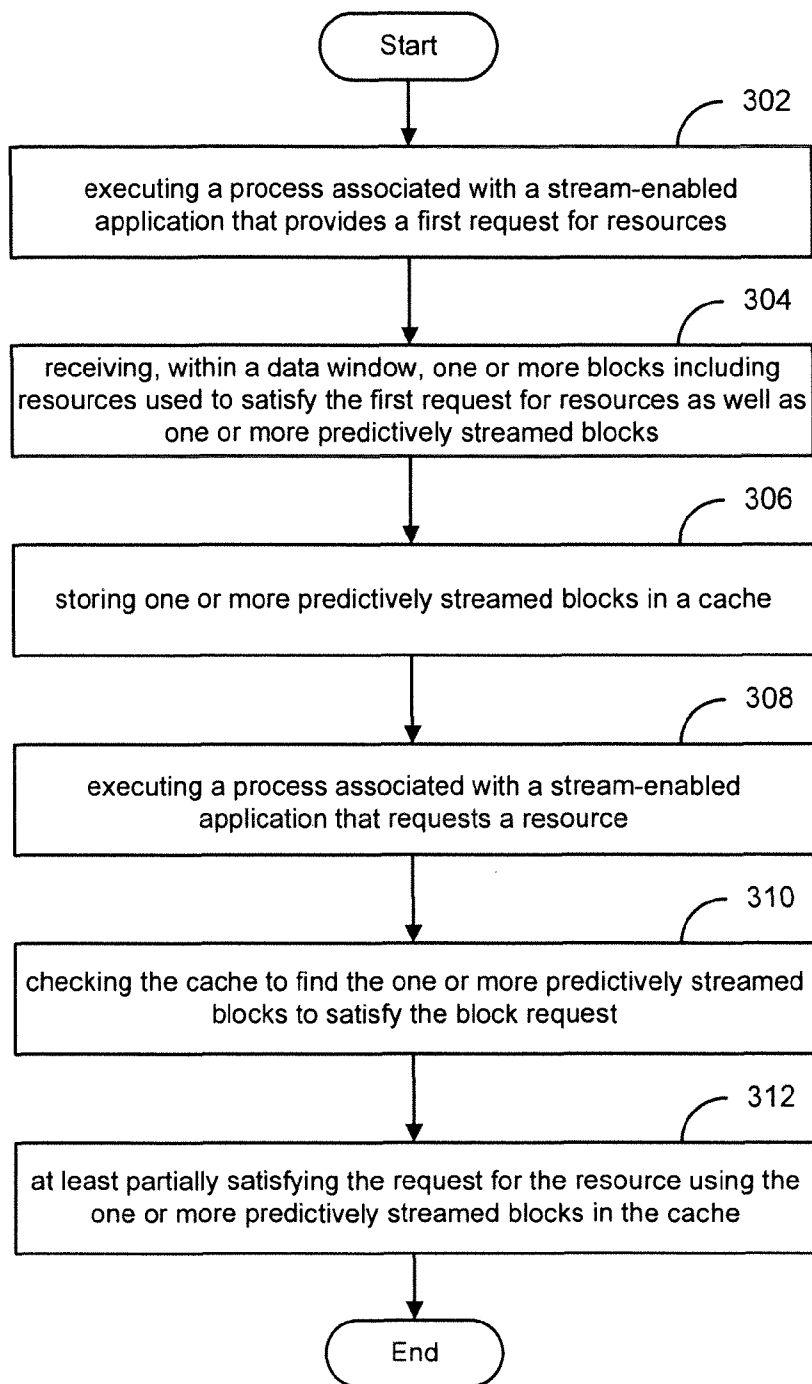 Start
302
executing a process associated with a stream-enabled
application that provides a first request for resources
304
receiving, within a data window, one or more blocks including
resources used to satisfy the first request for resources as well as
one or more predictively streamed blocks
306
storing one or more predictively streamed blocks in a cache
308
executing a process associated with a stream-enabled
application that requests a resource
310
checking the cache to find the one or more predictively streamed
blocks to satisfy the block request
312
at least partially satisfying the request for the resource using the
one or more predictively streamed blocks in the cache
End